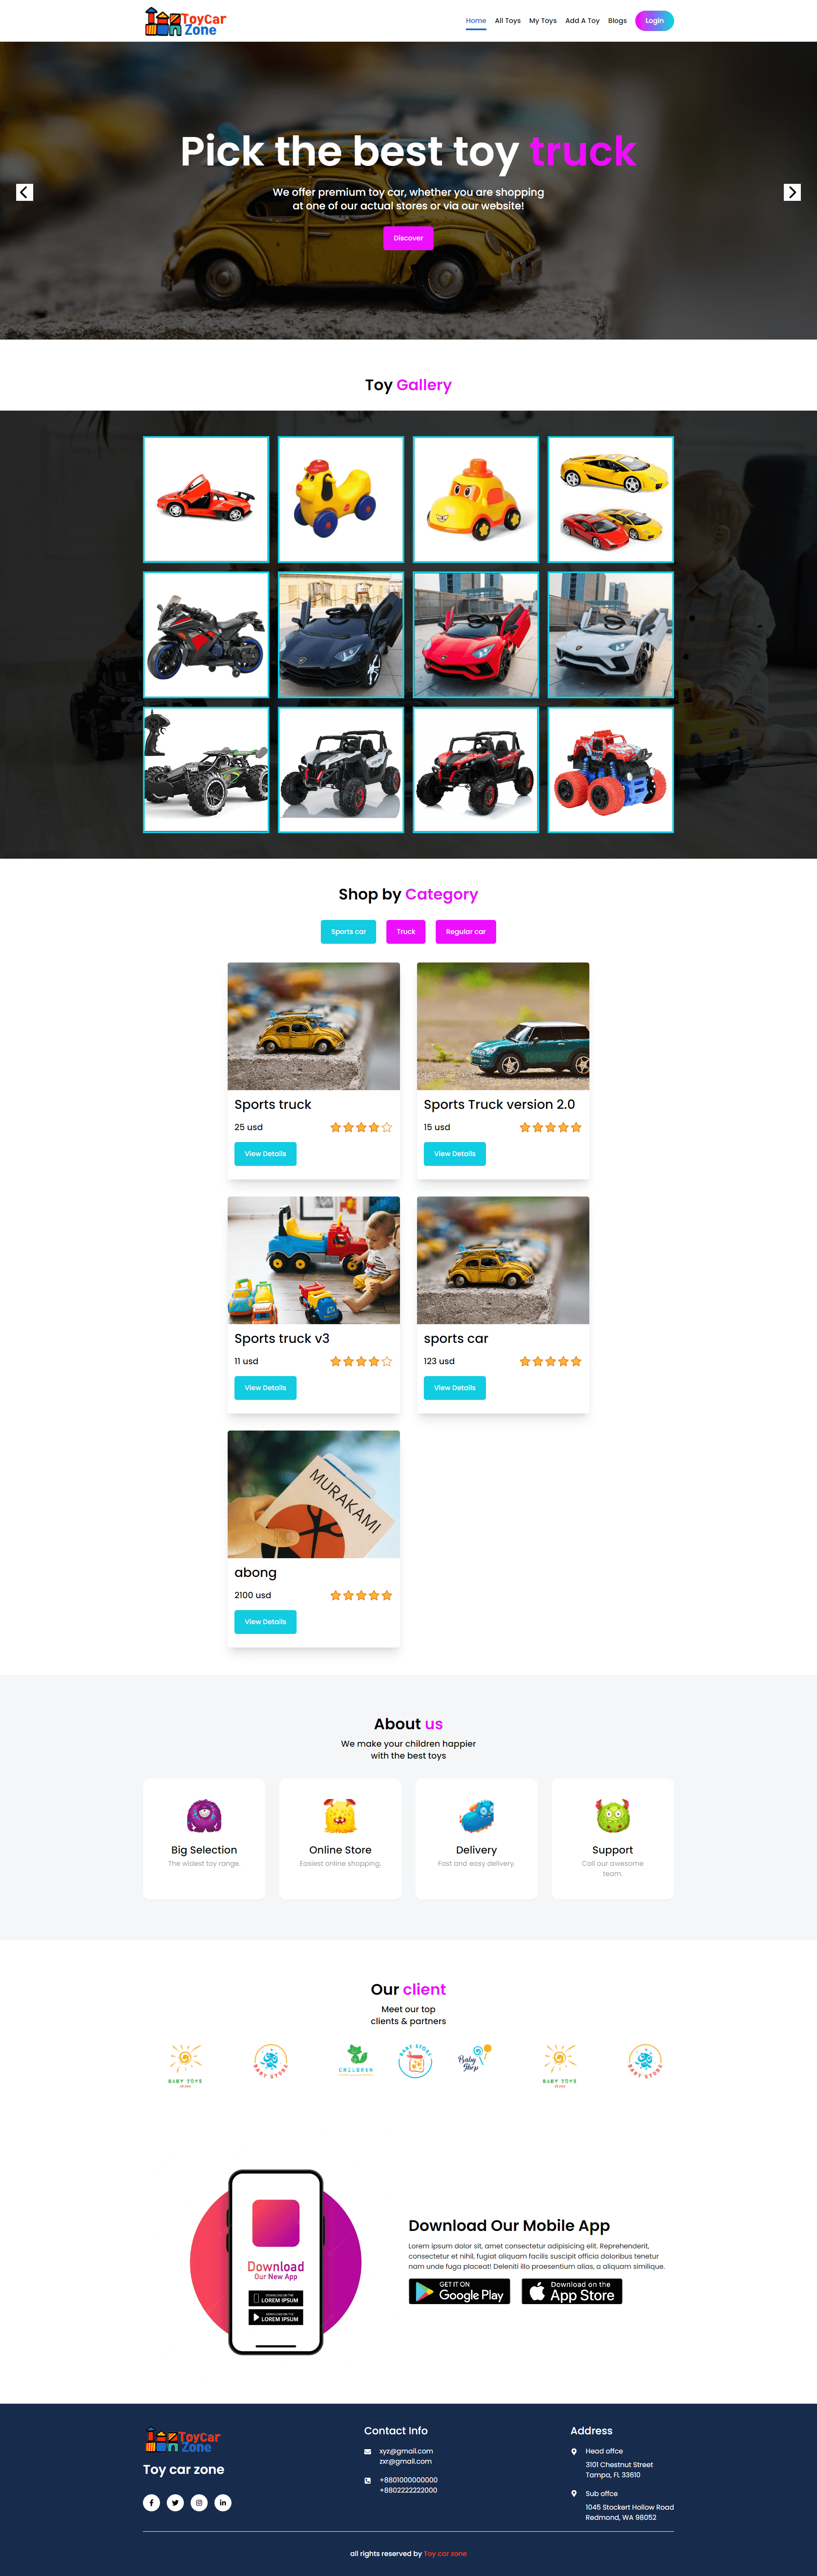 ToyCar
Zone
Home
All Toys
My Toys
Add A Toy
Blogs
Login
Pick the best toy truck
We offer premium toy car, whether you are shopping
at one of our actual stores or via our website!
Discover
Toy Gallery
Shop by Category
Sports car
Truck
Regular car
Sports truck
25 usd
View Details
Sports Truck version 2.0
15 usd
View Details
Sports truck v3
11 usd
View Details
sports car
123 usd
View Details
MURAKAMI
abong
2100 usd
View Details
About us
We make your children happier
with the best toys
Big Selection
The widest toy range.
Online Store
Easiest online shopping.
Delivery
Fast and easy delivery.
Support
Call our awesome
team.
Our client
Meet our top
clients & partners
BABY TOYS
BABY STORE
CHILDREN
BABY STORY
Baby
Shop
BABY TOYS
BABY STORE
Download
Our New App
DOWNLOAD ON THE
LOREM IPSUM
DOWNLOAD ON THE
LOREM IPSUM
Download Our Mobile App
Lorem ipsum dolor sit, amet consectetur adipisicing elit. Reprehenderit,
consectetur et nihil, fugiat aliquam facilis suscipit officia doloribus tenetur
nam unde fuga placeat! Deleniti illo praesentium alias, a aliquam similique.
GET IT ON
Google Play
Download on the
App Store
ToyCar
Zone
Toy car zone
Contact Info
xyz@gmail.com
zxr@gmail.com
+8801000000000
+8802222222000
Address
Head offce
3101 Chestnut Street
Tampa, FL 33610
Sub offce
1045 Stockert Hollow Road
Redmond, WA 98052
all rights reserved by Toy car zone